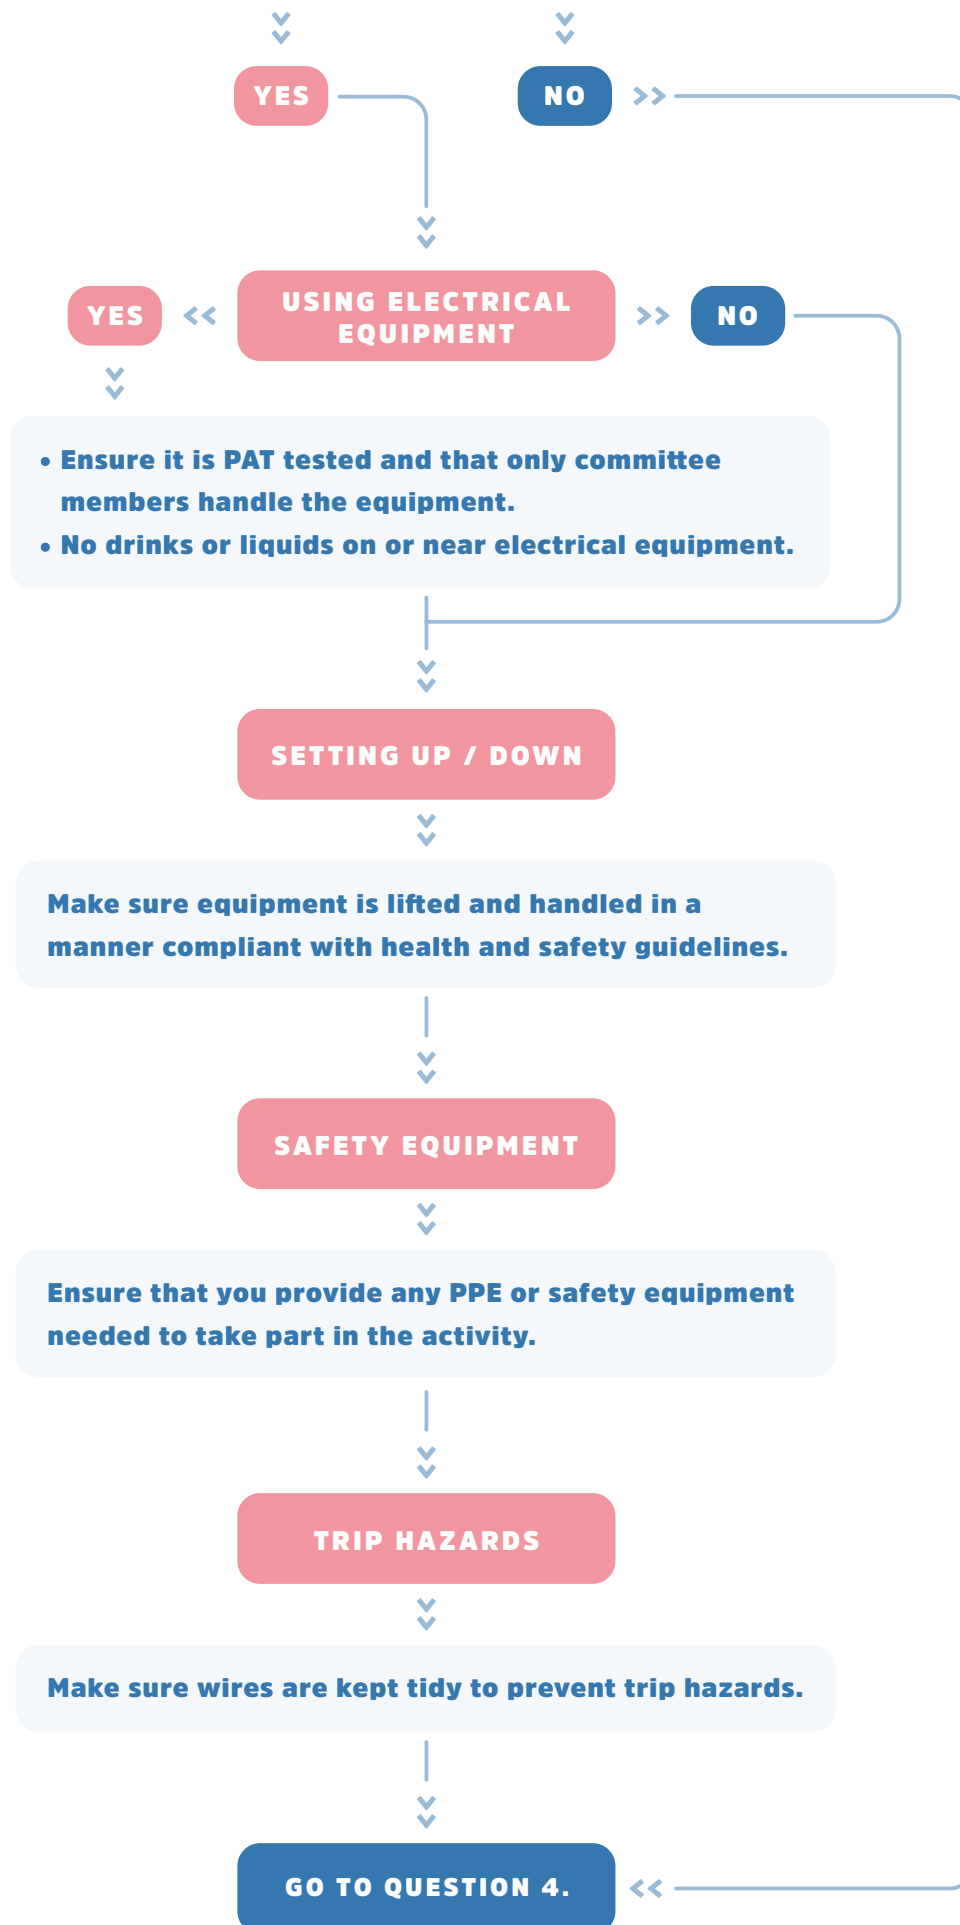 YES
NO
YES
USING ELECTRICAL
EQUIPMENT
NO
• Ensure it is PAT tested and that only committee
members handle the equipment.
• No drinks or liquids on or near electrical equipment.
SETTING UP / DOWN
Make sure equipment is lifted and handled in a
manner compliant with health and safety guidelines.
SAFETY EQUIPMENT
Ensure that you provide any PPE or safety equipment
needed to take part in the activity.
TRIP HAZARDS
Make sure wires are kept tidy to prevent trip hazards.
GO TO QUESTION 4.